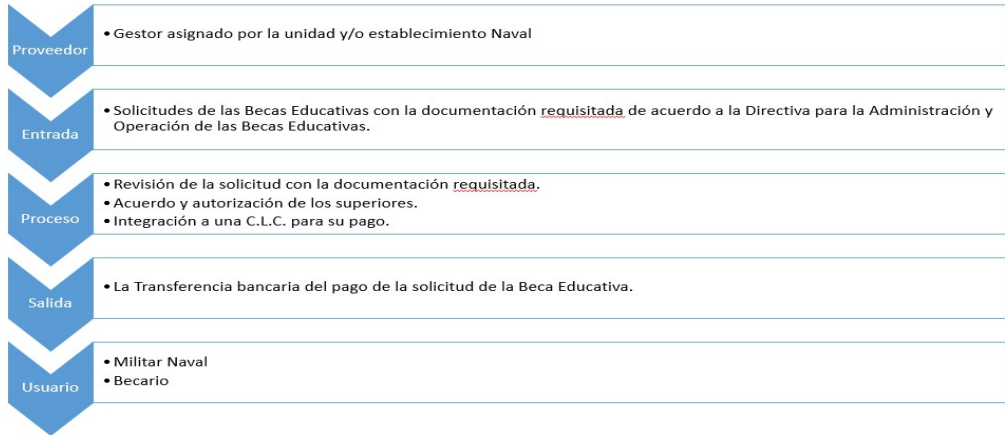 Proveedor
• Gestor asignado por la unidad y/o establecimiento Naval
Entrada
• Solicitudes de las Becas Educativas con la documentación requisitada de acuerdo a la Directiva para la Administración y
Operación de las Becas Educativas.
Proceso
• Revisión de la solicitud con la documentación requisitada.
• Acuerdo y autorización de los superiores.
• Integración a una C.L.C. para su pago.
Salida
• La Transferencia bancaria del pago de la solicitud de la Beca Educativa.
Usuario
• Militar Naval
• Becario